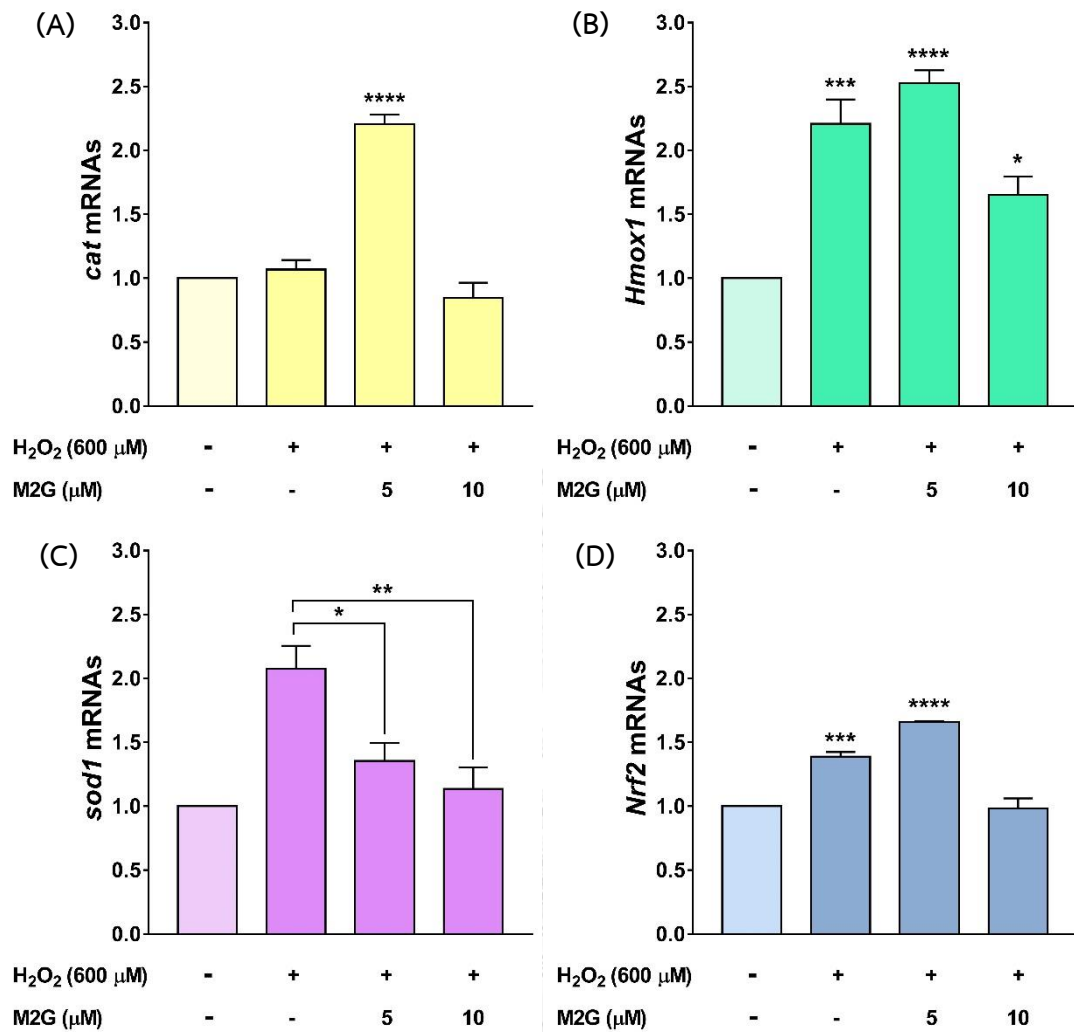 (A)
cat mRNAs
3.0
2.5
2.0
1.5
1.0
0.5
0.0
****
H₂O₂ (600 μM) - + + +
M2G (μM) - - 5 10
(B)
Hmox1 mRNAs
3.0
2.5
2.0
1.5
1.0
0.5
0.0
***
****
*
H₂O₂ (600 μM) - + + +
M2G (μM) - - 5 10
(C)
sod1 mRNAs
3.0
2.5
2.0
1.5
1.0
0.5
0.0
**
*
H₂O₂ (600 μM) - + + +
M2G (μM) - - 5 10
(D)
Nrf2 mRNAs
3.0
2.5
2.0
1.5
1.0
0.5
0.0
***
****
H₂O₂ (600 μM) - + + +
M2G (μM) - - 5 10